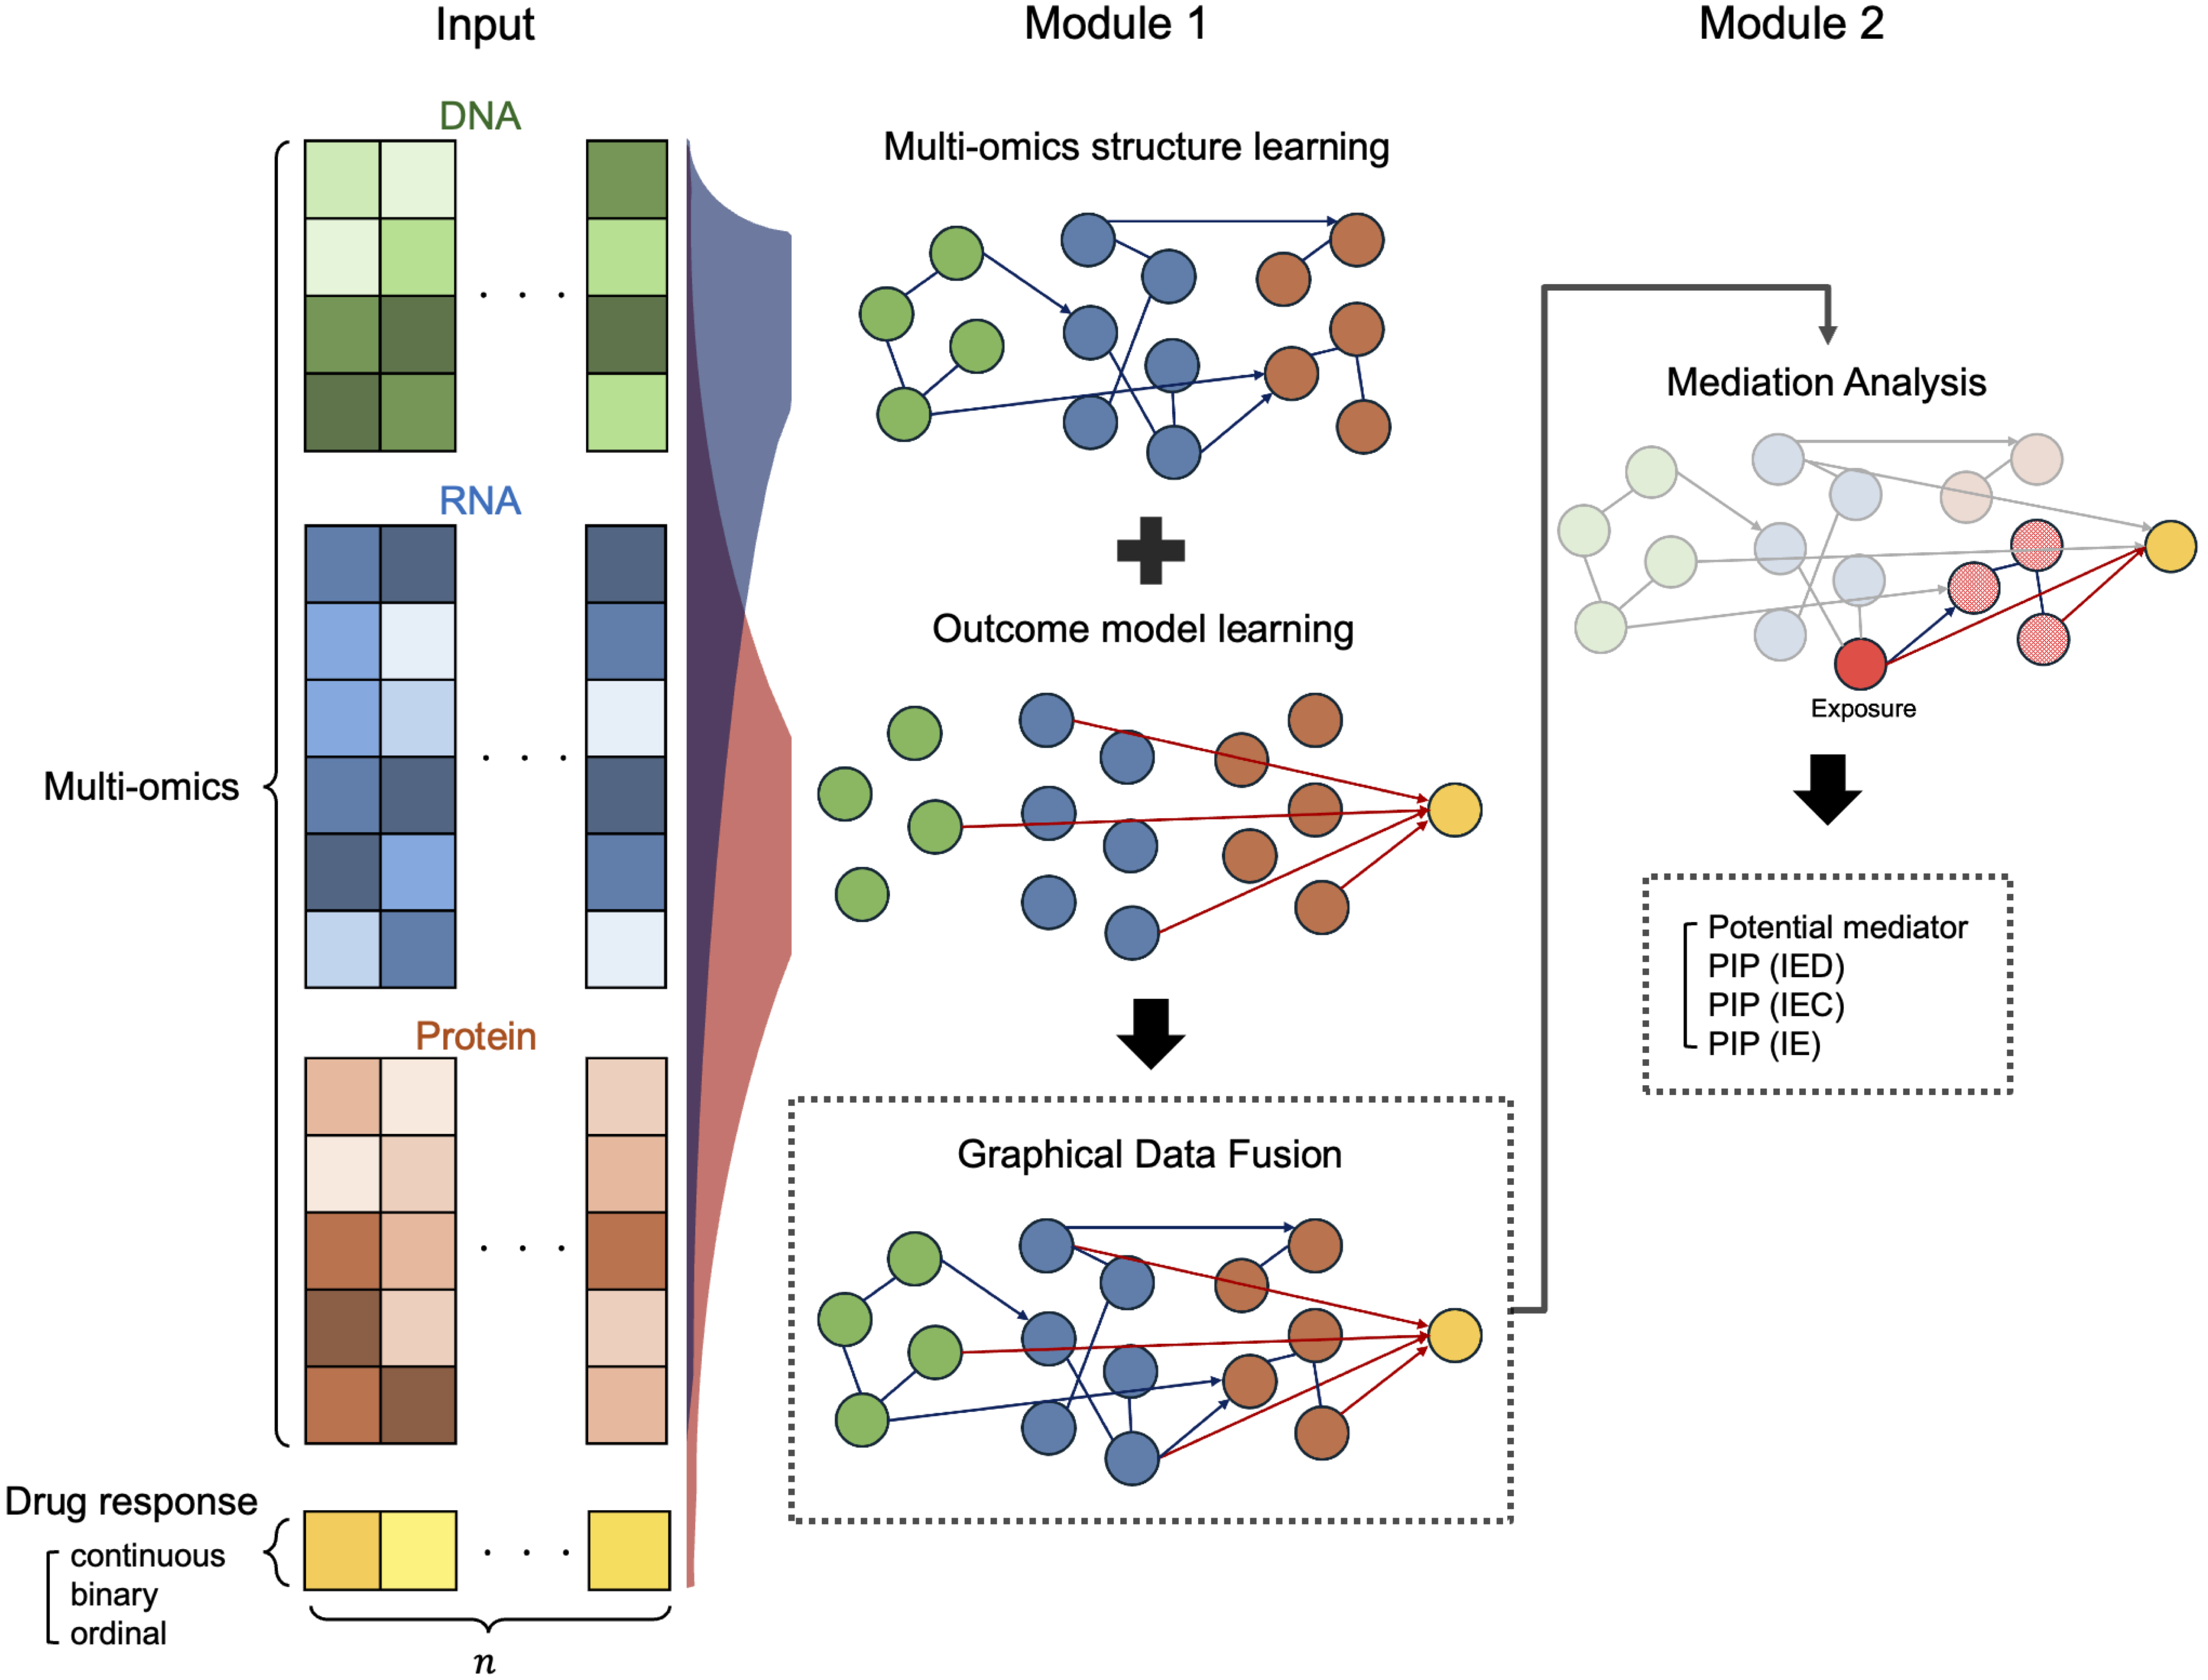 Input
DNA
RNA
Multi-omics
Protein
Drug response
continuous
binary
ordinal
n
Module 1
Multi-omics structure learning
Outcome model learning
Graphical Data Fusion
Module 2
Mediation Analysis
Exposure
Potential mediator
PIP (IED)
PIP (IEC)
PIP (IE)